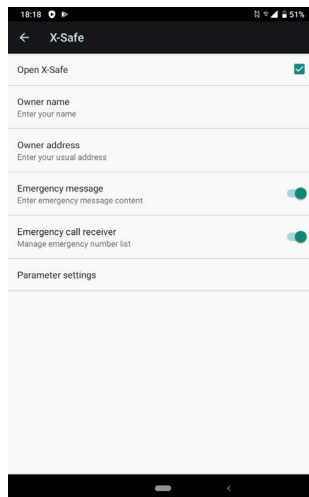 18:18 51%
X-Safe
Open X-Safe
Owner name
Enter your name
Owner address
Enter your usual address
Emergency message
Enter emergency message content
Emergency call receiver
Manage emergency number list
Parameter settings